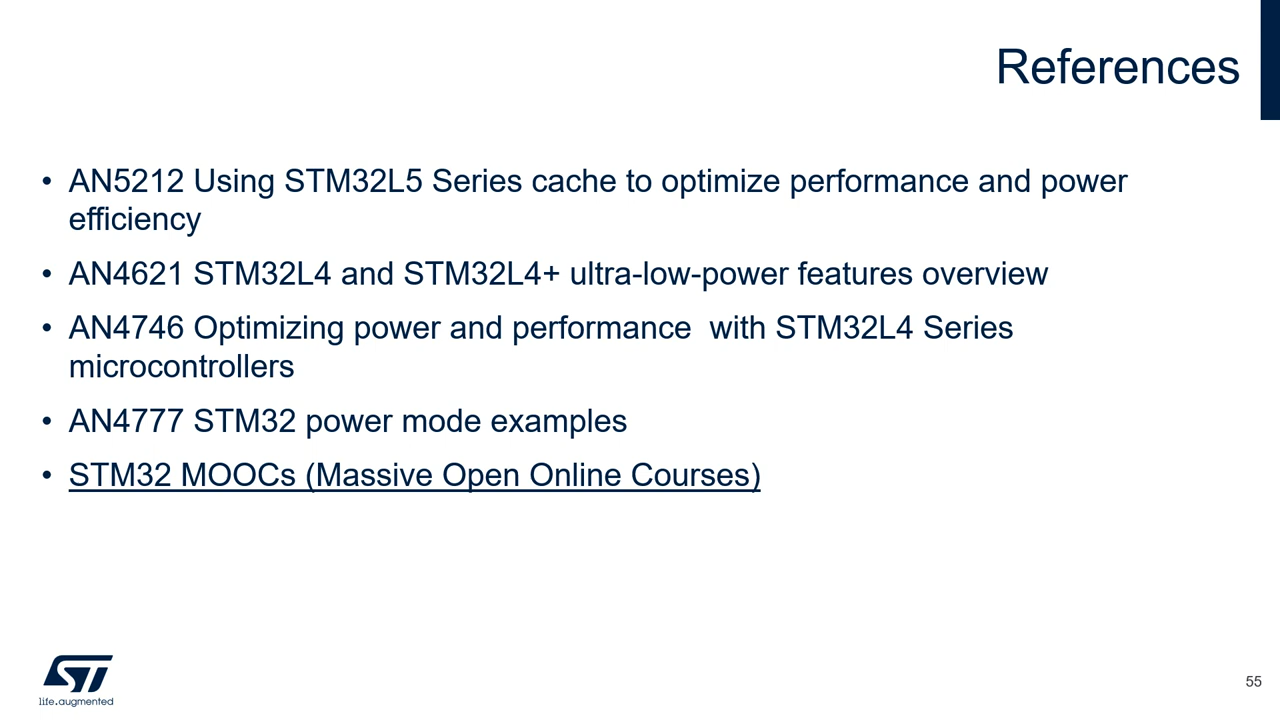 References
• AN5212 Using STM32L5 Series cache to optimize performance and power
efficiency
• AN4621 STM32L4 and STM32L4+ ultra-low-power features overview
• AN4746 Optimizing power and performance  with STM32L4 Series
microcontrollers
• AN4777 STM32 power mode examples
• STM32 MOOCs (Massive Open Online Courses)
ST
life.augmented
55